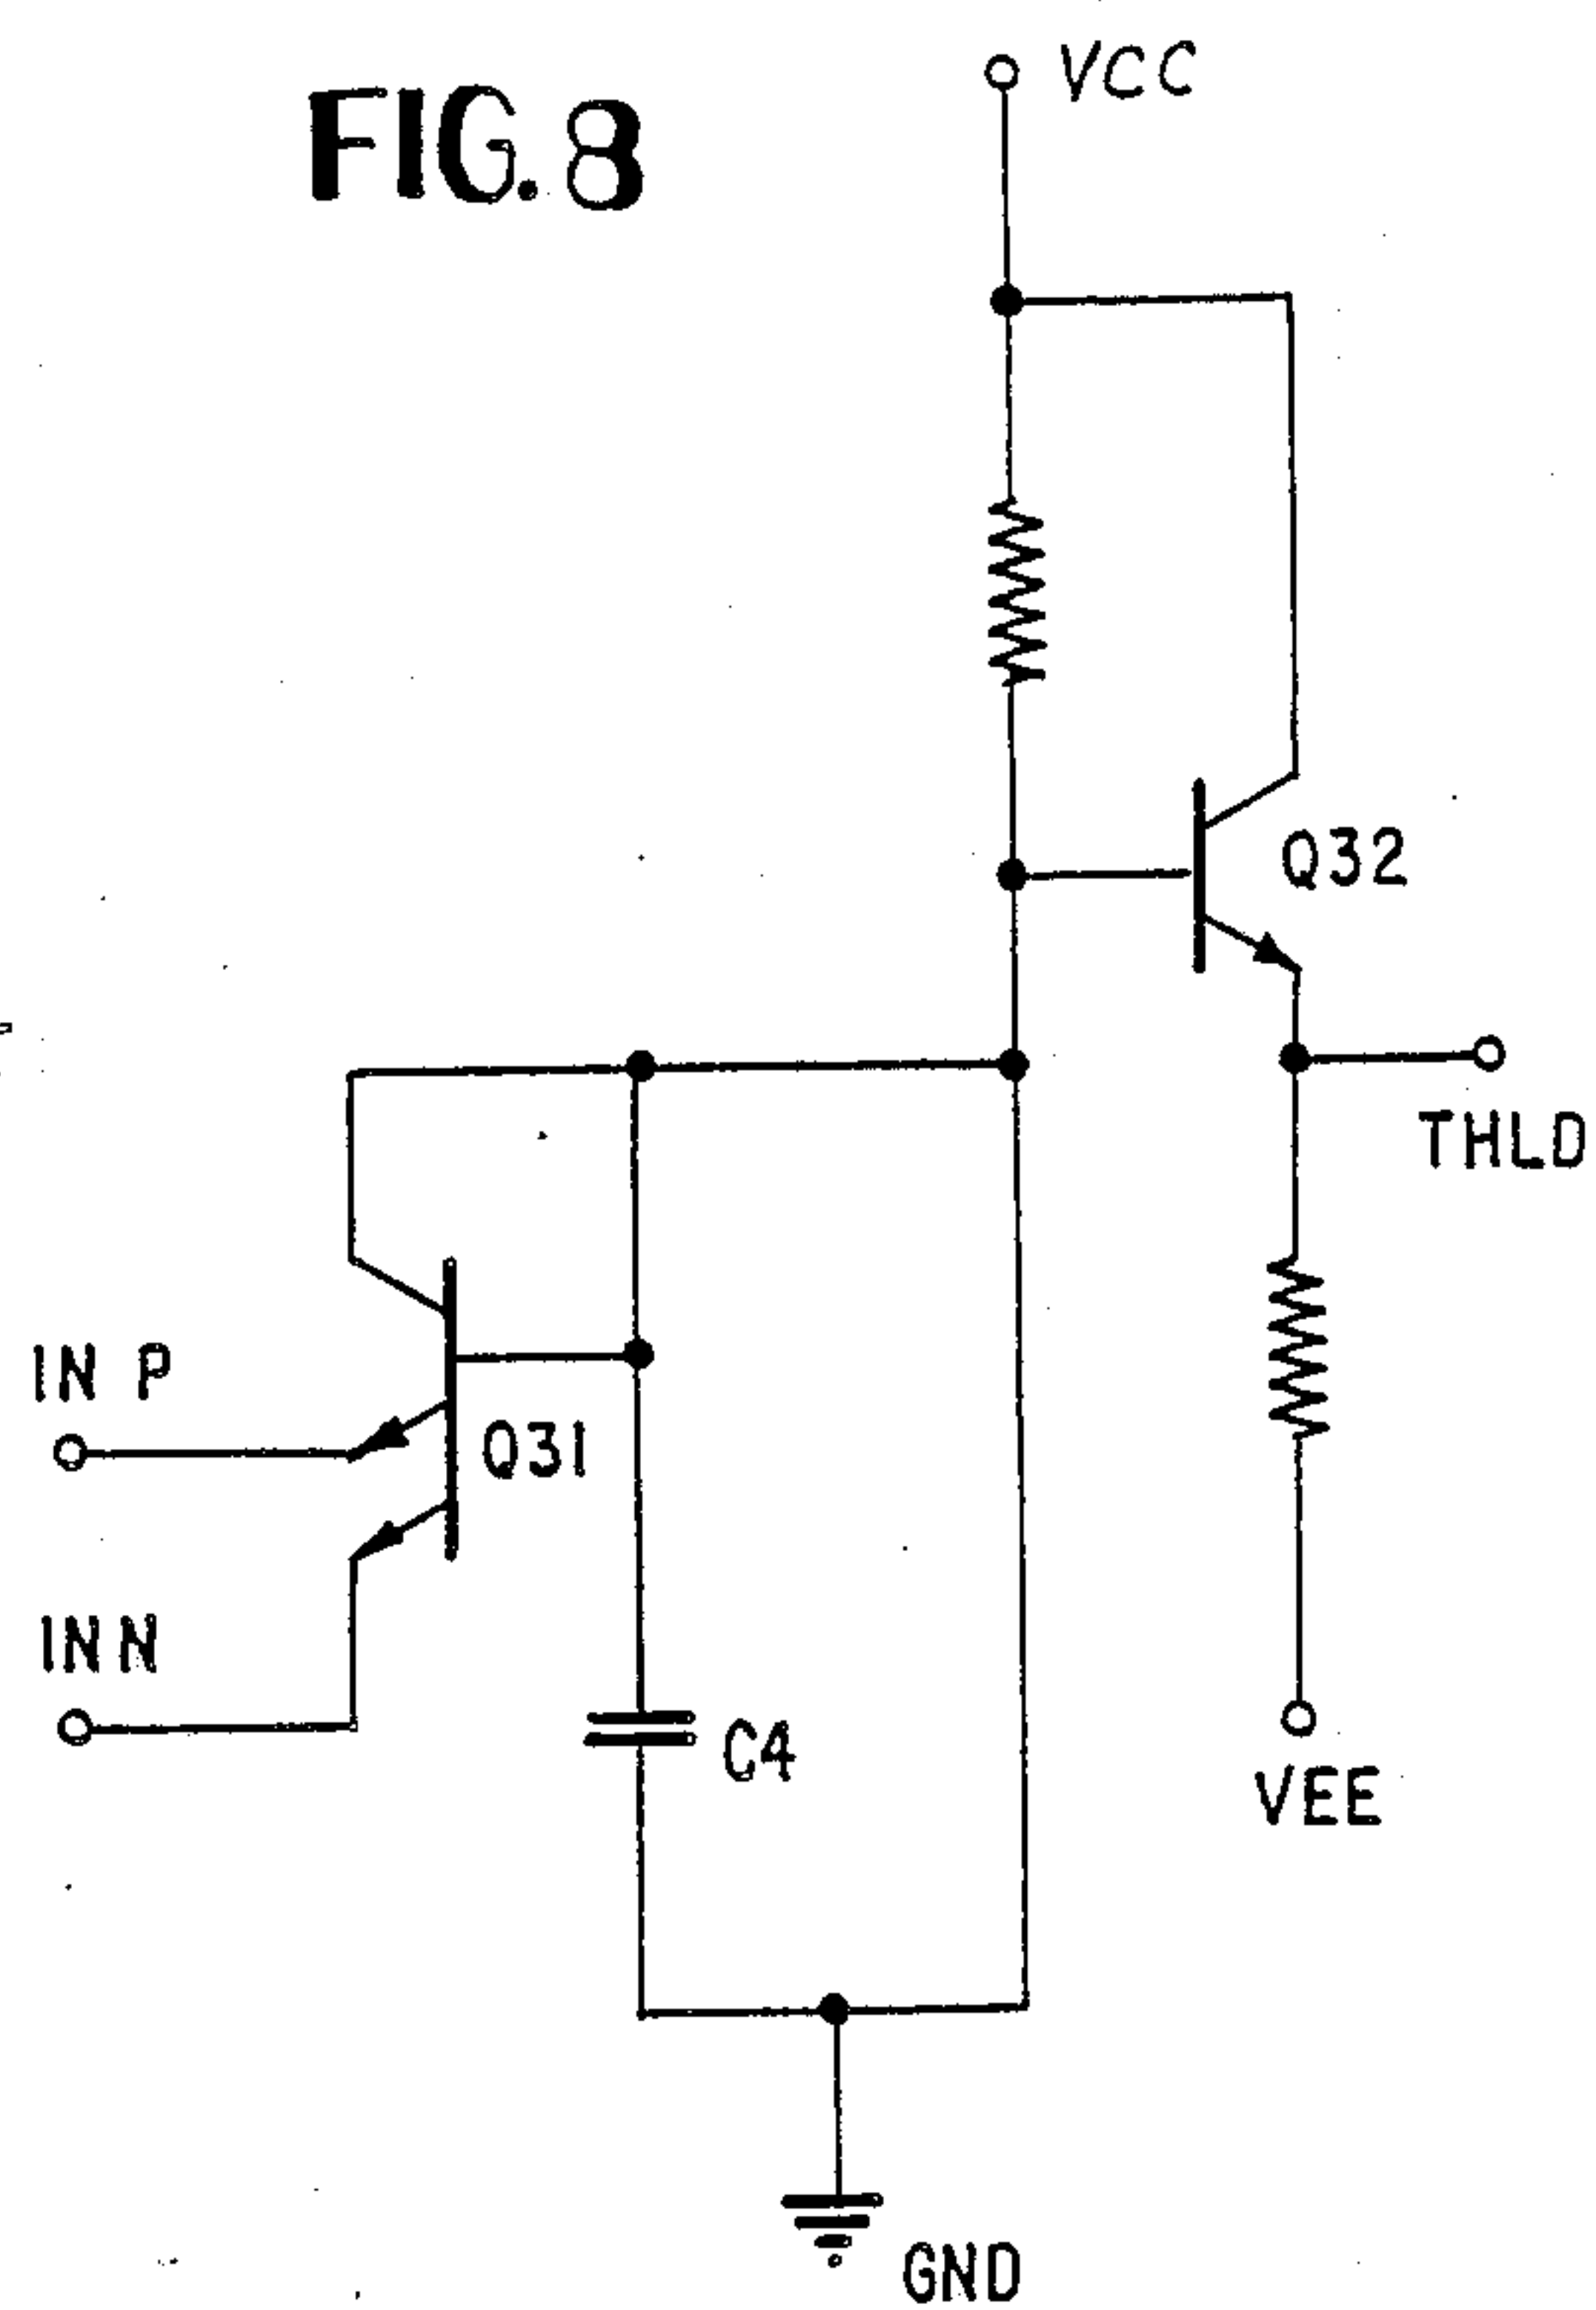 FIG. 8
VCC
Q32
THLD
IN P
Q31
INN
C4
VEE
GND